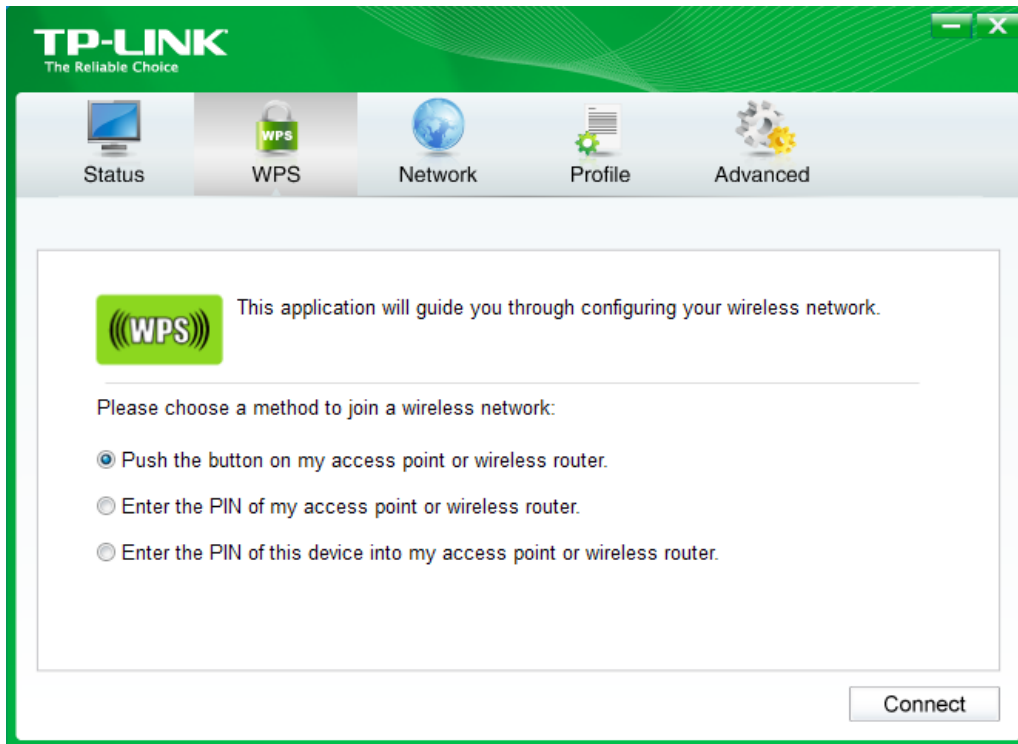 TP-LINK
The Reliable Choice
WPS
Status
WPS
Network
Profile
Advanced
((((WPS))))
This application will guide you through configuring your wireless network.
Please choose a method to join a wireless network:
Push the button on my access point or wireless router.
Enter the PIN of my access point or wireless router.
Enter the PIN of this device into my access point or wireless router.
Connect